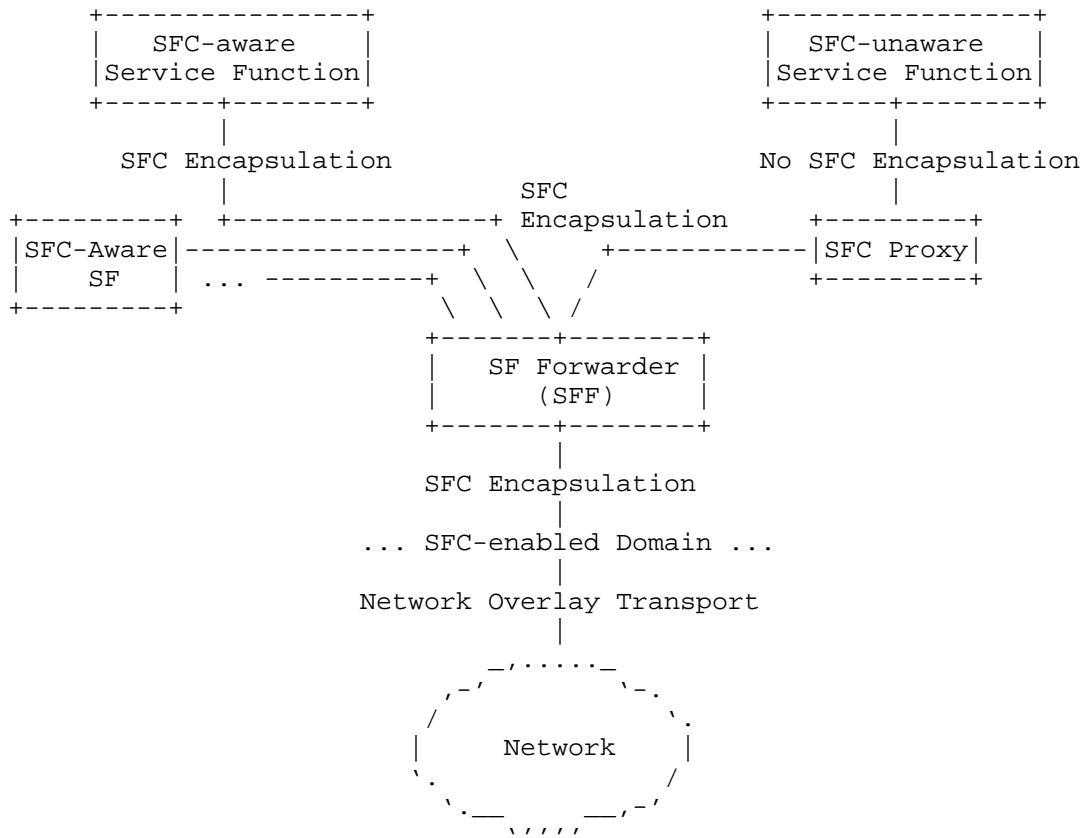 SFC-aware
Service Function
SFC-unaware
Service Function
SFC Encapsulation
No SFC Encapsulation
SFC
Encapsulation
SFC-Aware
SF
...
SFC Proxy
SF Forwarder
(SFF)
SFC Encapsulation
... SFC-enabled Domain ...
Network Overlay Transport
Network